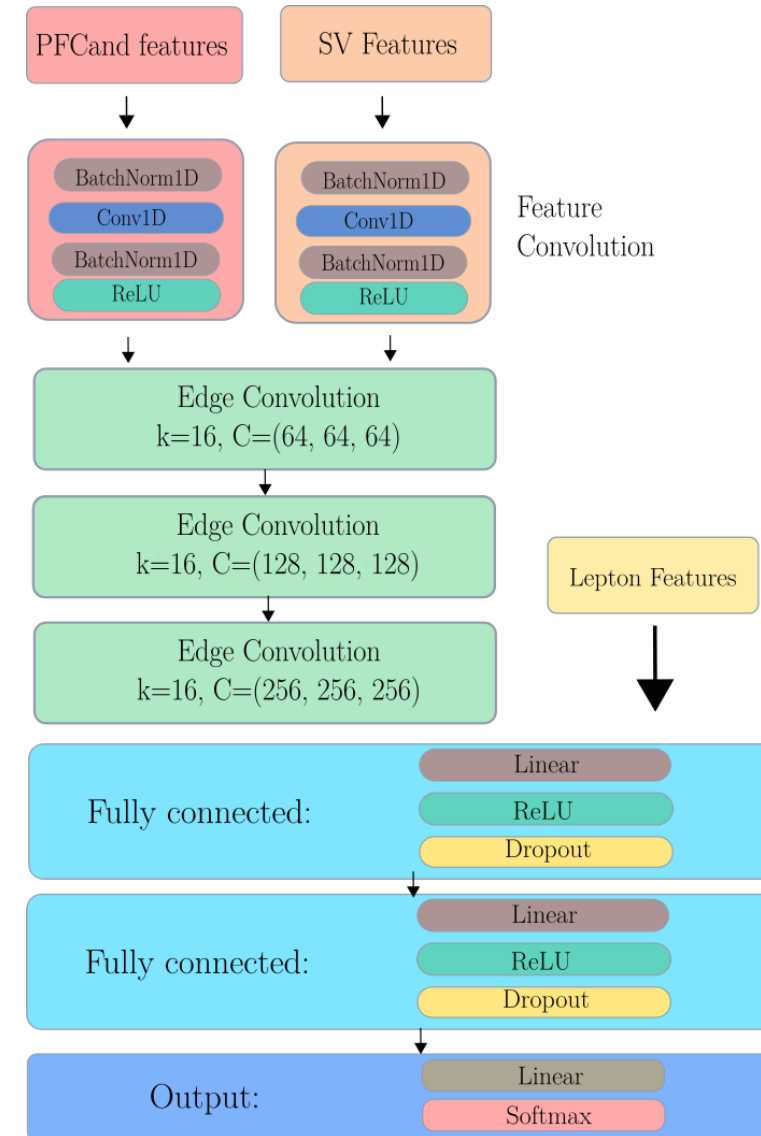 PFCand features
SV Features
BatchNorm1D
Conv1D
BatchNorm1D
ReLU
BatchNorm1D
Conv1D
BatchNorm1D
ReLU
Feature
Convolution
Edge Convolution
k=16, C=(64, 64, 64)
Edge Convolution
k=16, C=(128, 128, 128)
Lepton Features
Edge Convolution
k=16, C=(256, 256, 256)
Fully connected:
Linear
ReLU
Dropout
Fully connected:
Linear
ReLU
Dropout
Output:
Linear
Softmax